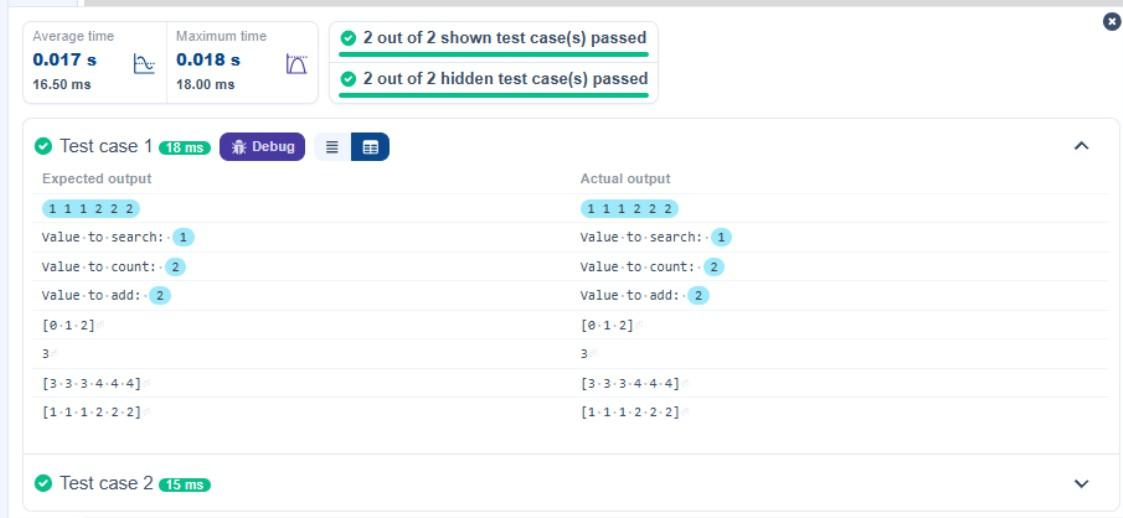 Average time
0.017 s
16.50 ms
Maximum time
0.018 s
18.00 ms
2 out of 2 shown test case(s) passed
2 out of 2 hidden test case(s) passed
Test case 1 18 ms Debug
Expected output Actual output
1 1 1 2 2 2 1 1 1 2 2 2
Value·to·search:·1 Value·to·search:·1
Value·to·count:·2 Value·to·count:·2
Value·to·add:·2 Value·to·add:·2
[0·1·2] [0·1·2]
3 3
[3·3·3·4·4·4] [3·3·3·4·4·4]
[1·1·1·2·2·2] [1·1·1·2·2·2]
Test case 2 15 ms